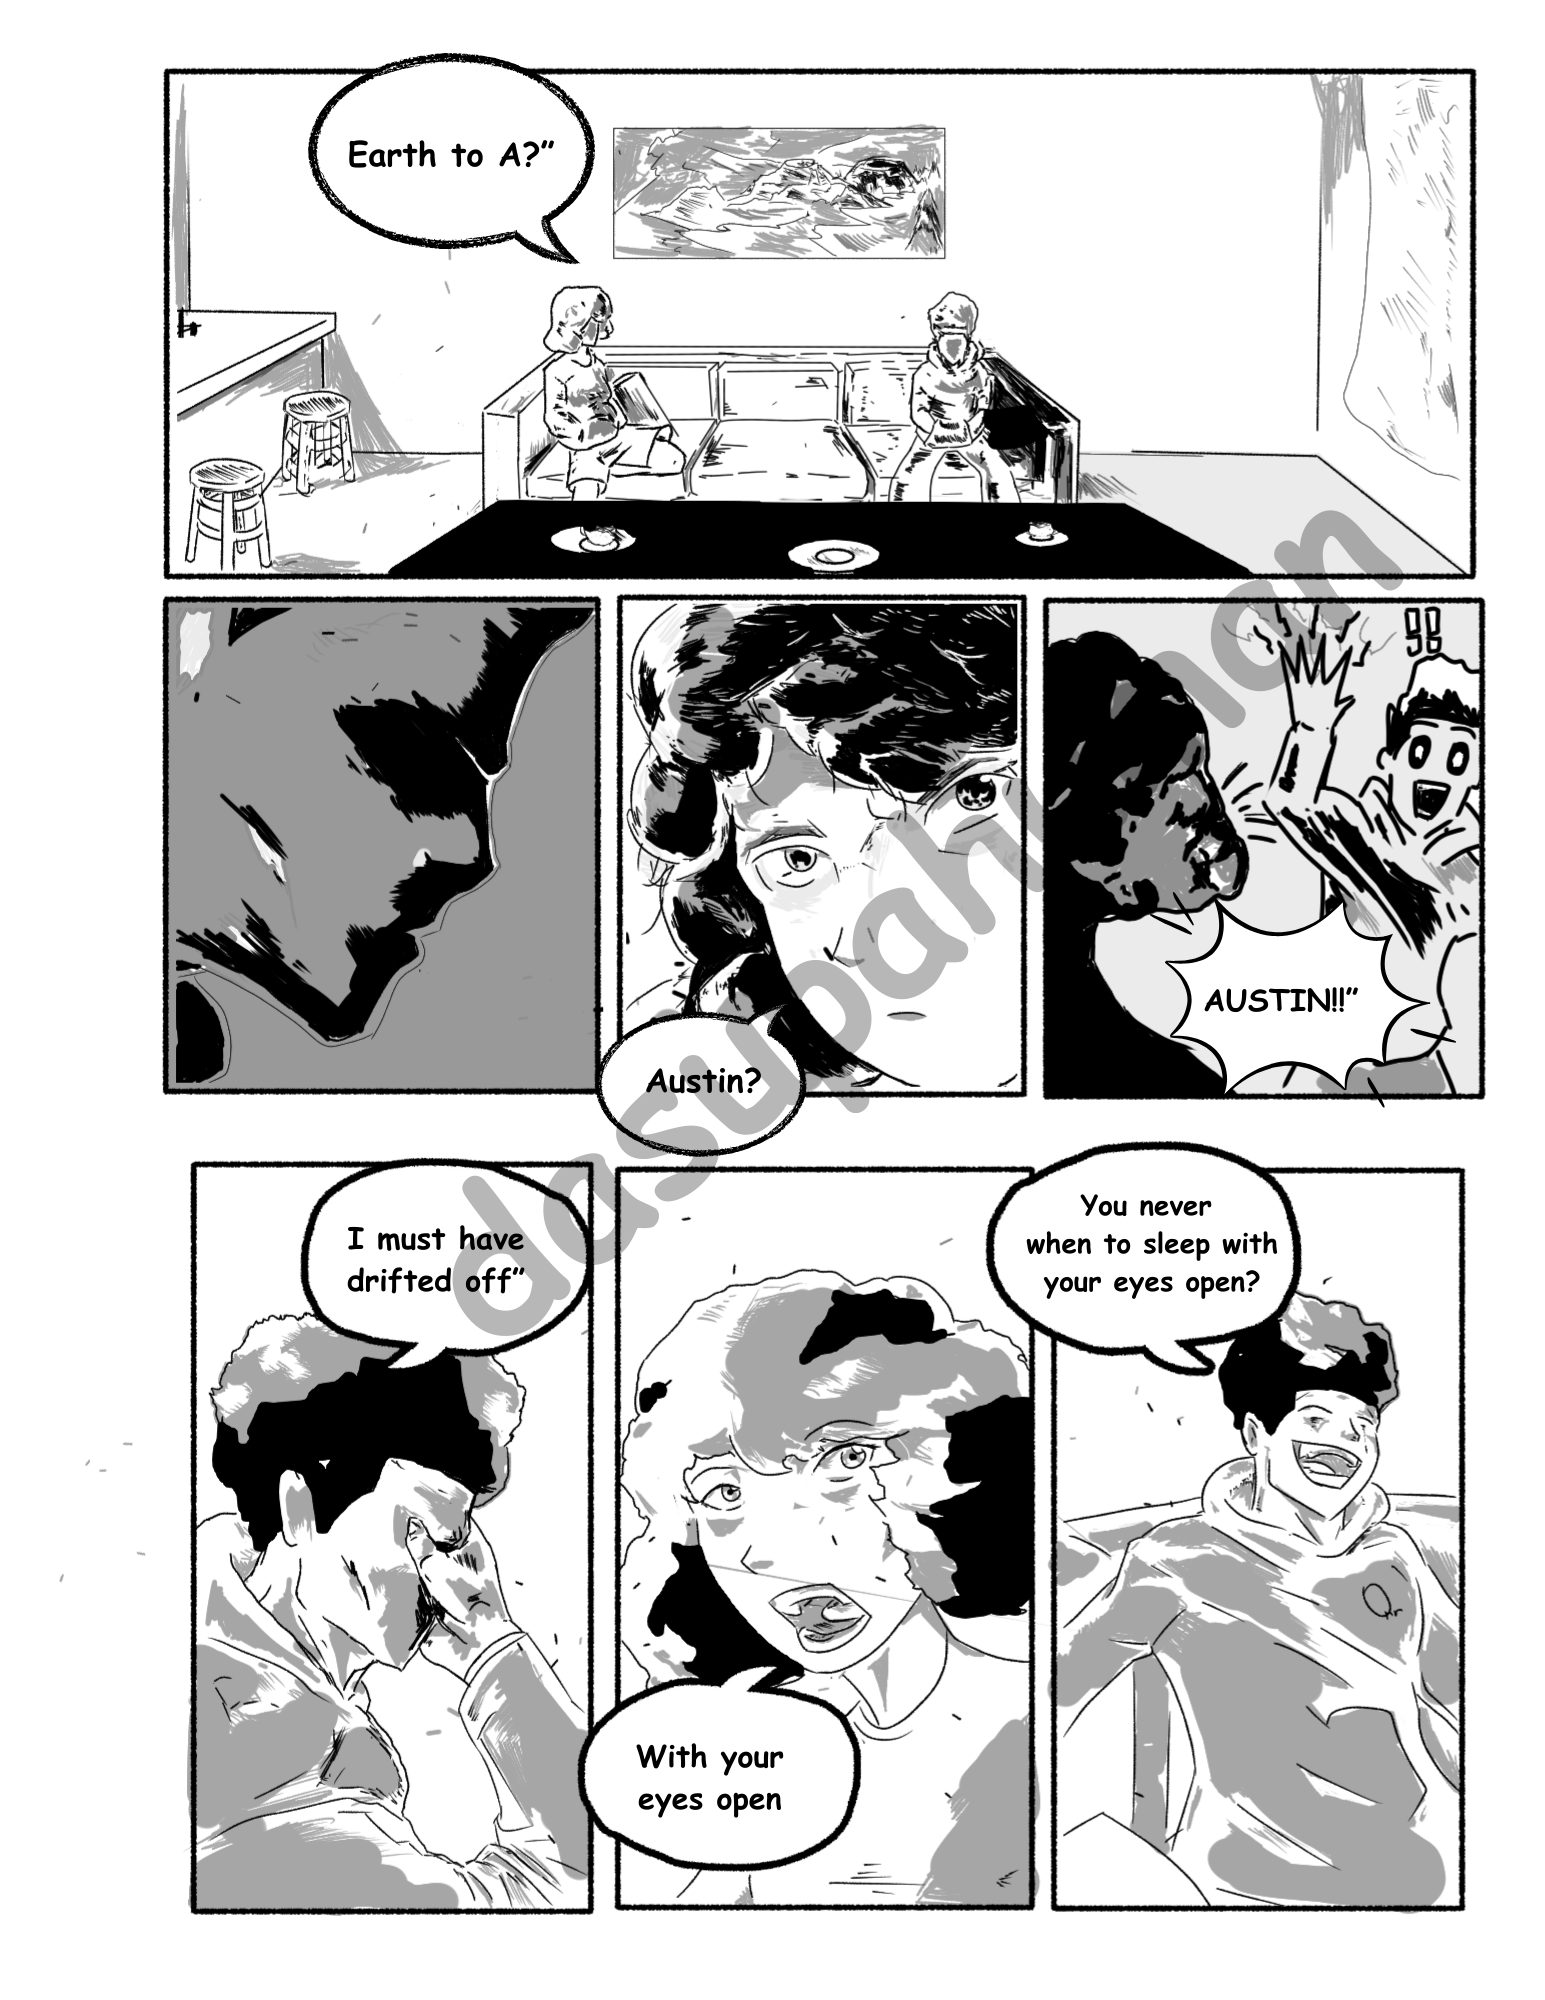 Earth to A?”
Austin?
!!
AUSTIN!!”
I must have
drifted off”
With your
eyes open
You never
when to sleep with
your eyes open?